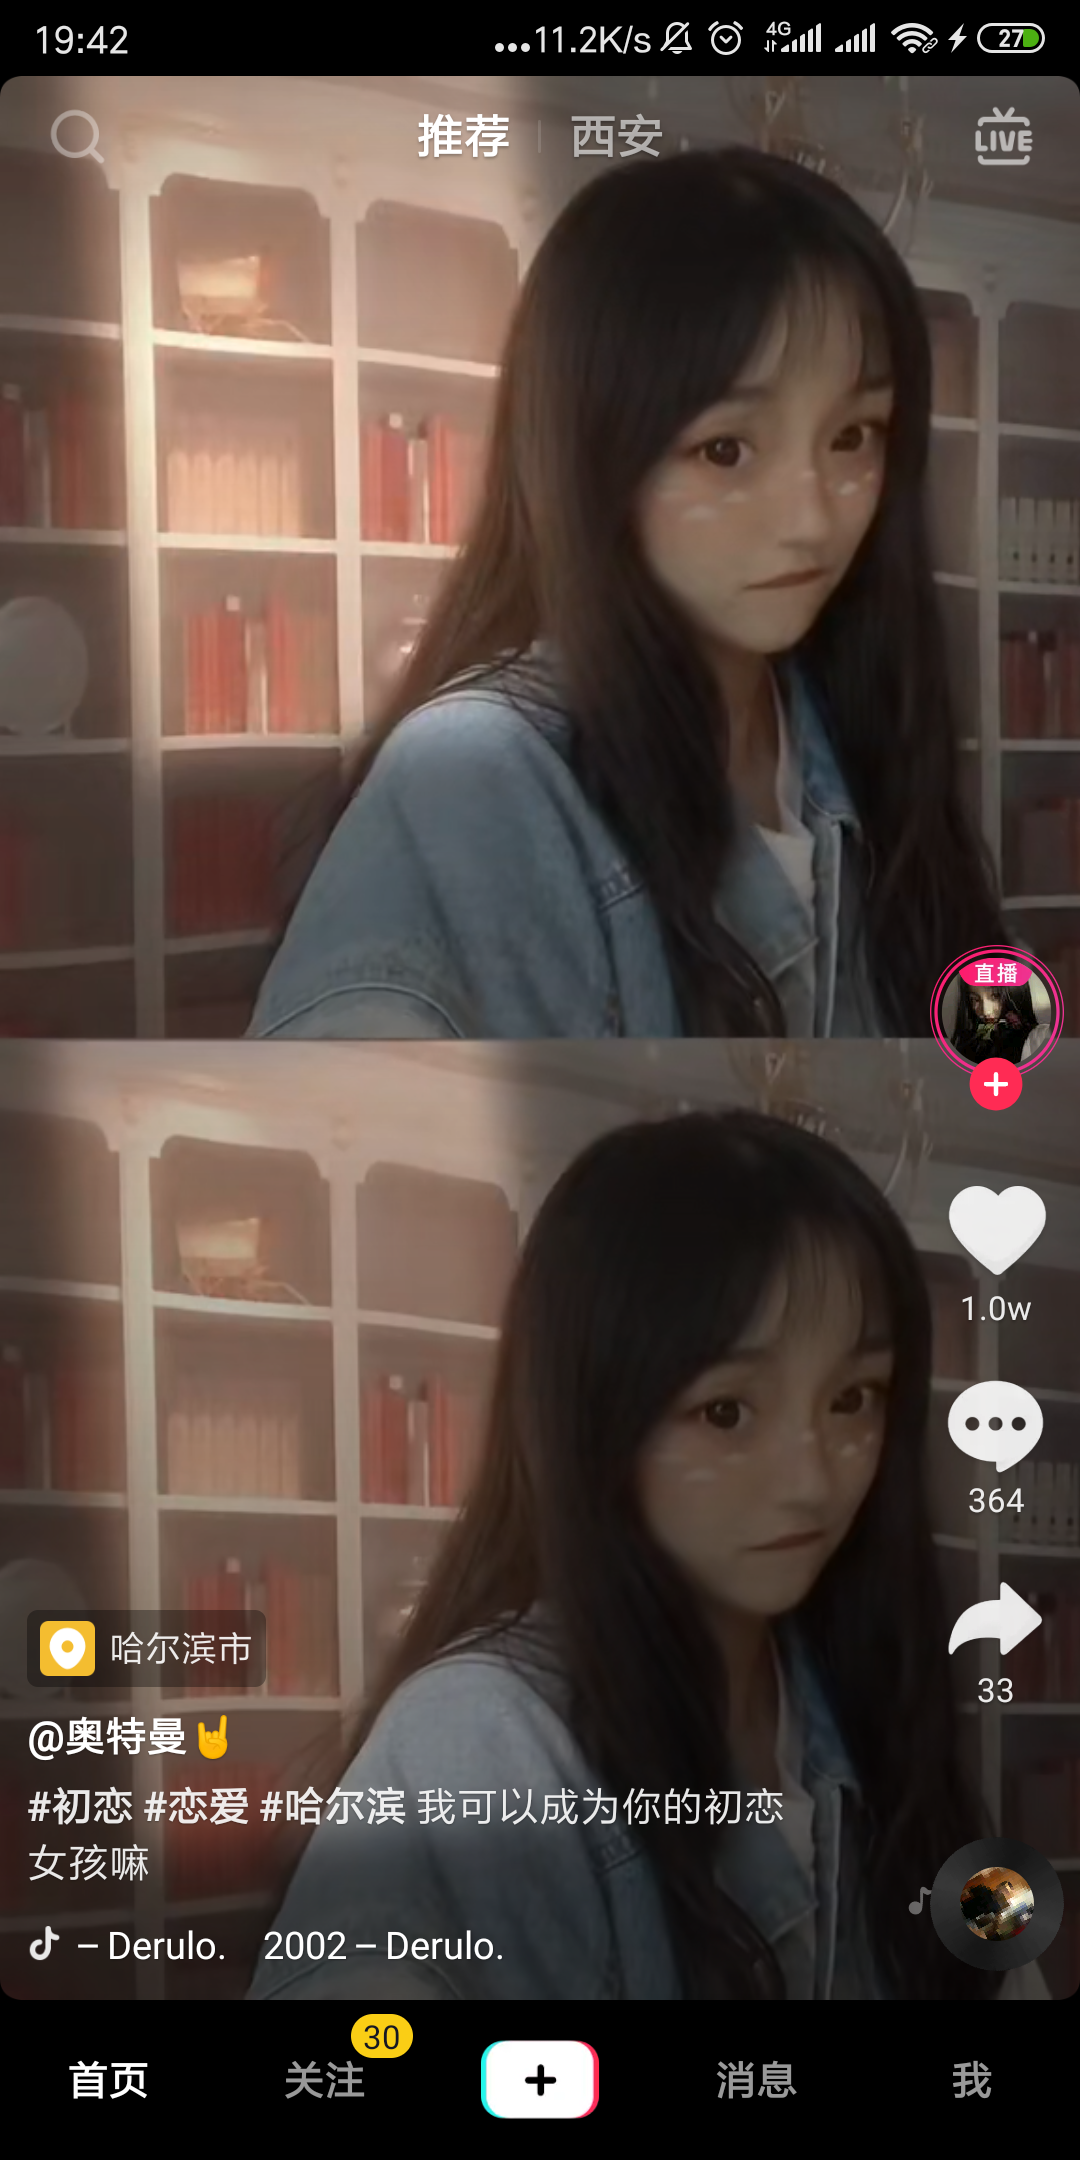 19:42
...11.2K/s
4G
27
推荐
西安
LIVE
直播
1.0w
364
33
哈尔滨市
@奥特曼🤘
#初恋 #恋爱 #哈尔滨 我可以成为你的初恋
女孩嘛
– Derulo. 2002 – Derulo.
首页
关注
30
消息
我